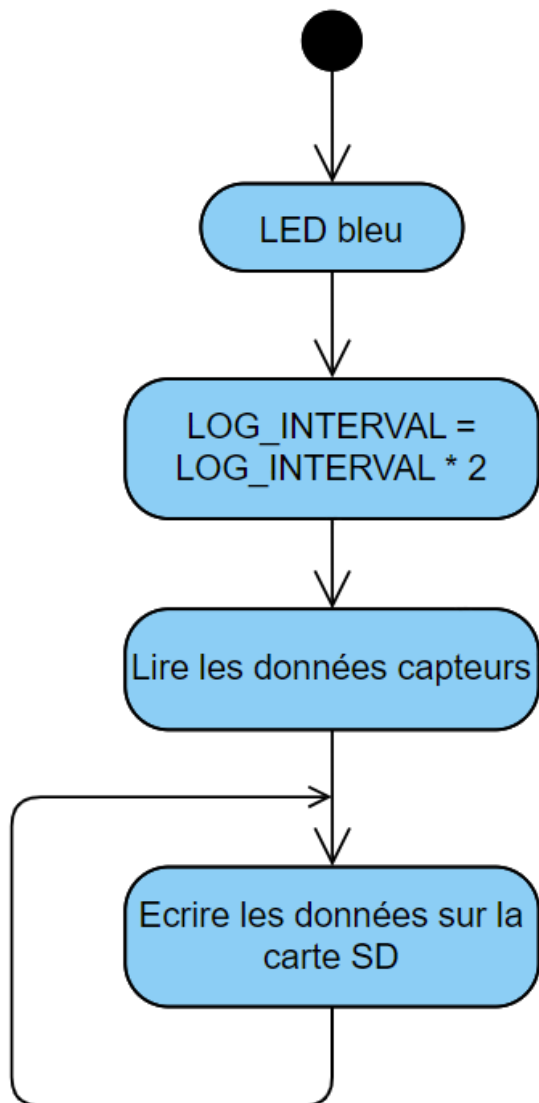 LED bleu
LOG_INTERVAL =
LOG_INTERVAL * 2
Lire les données capteurs
Ecrire les données sur la
carte SD